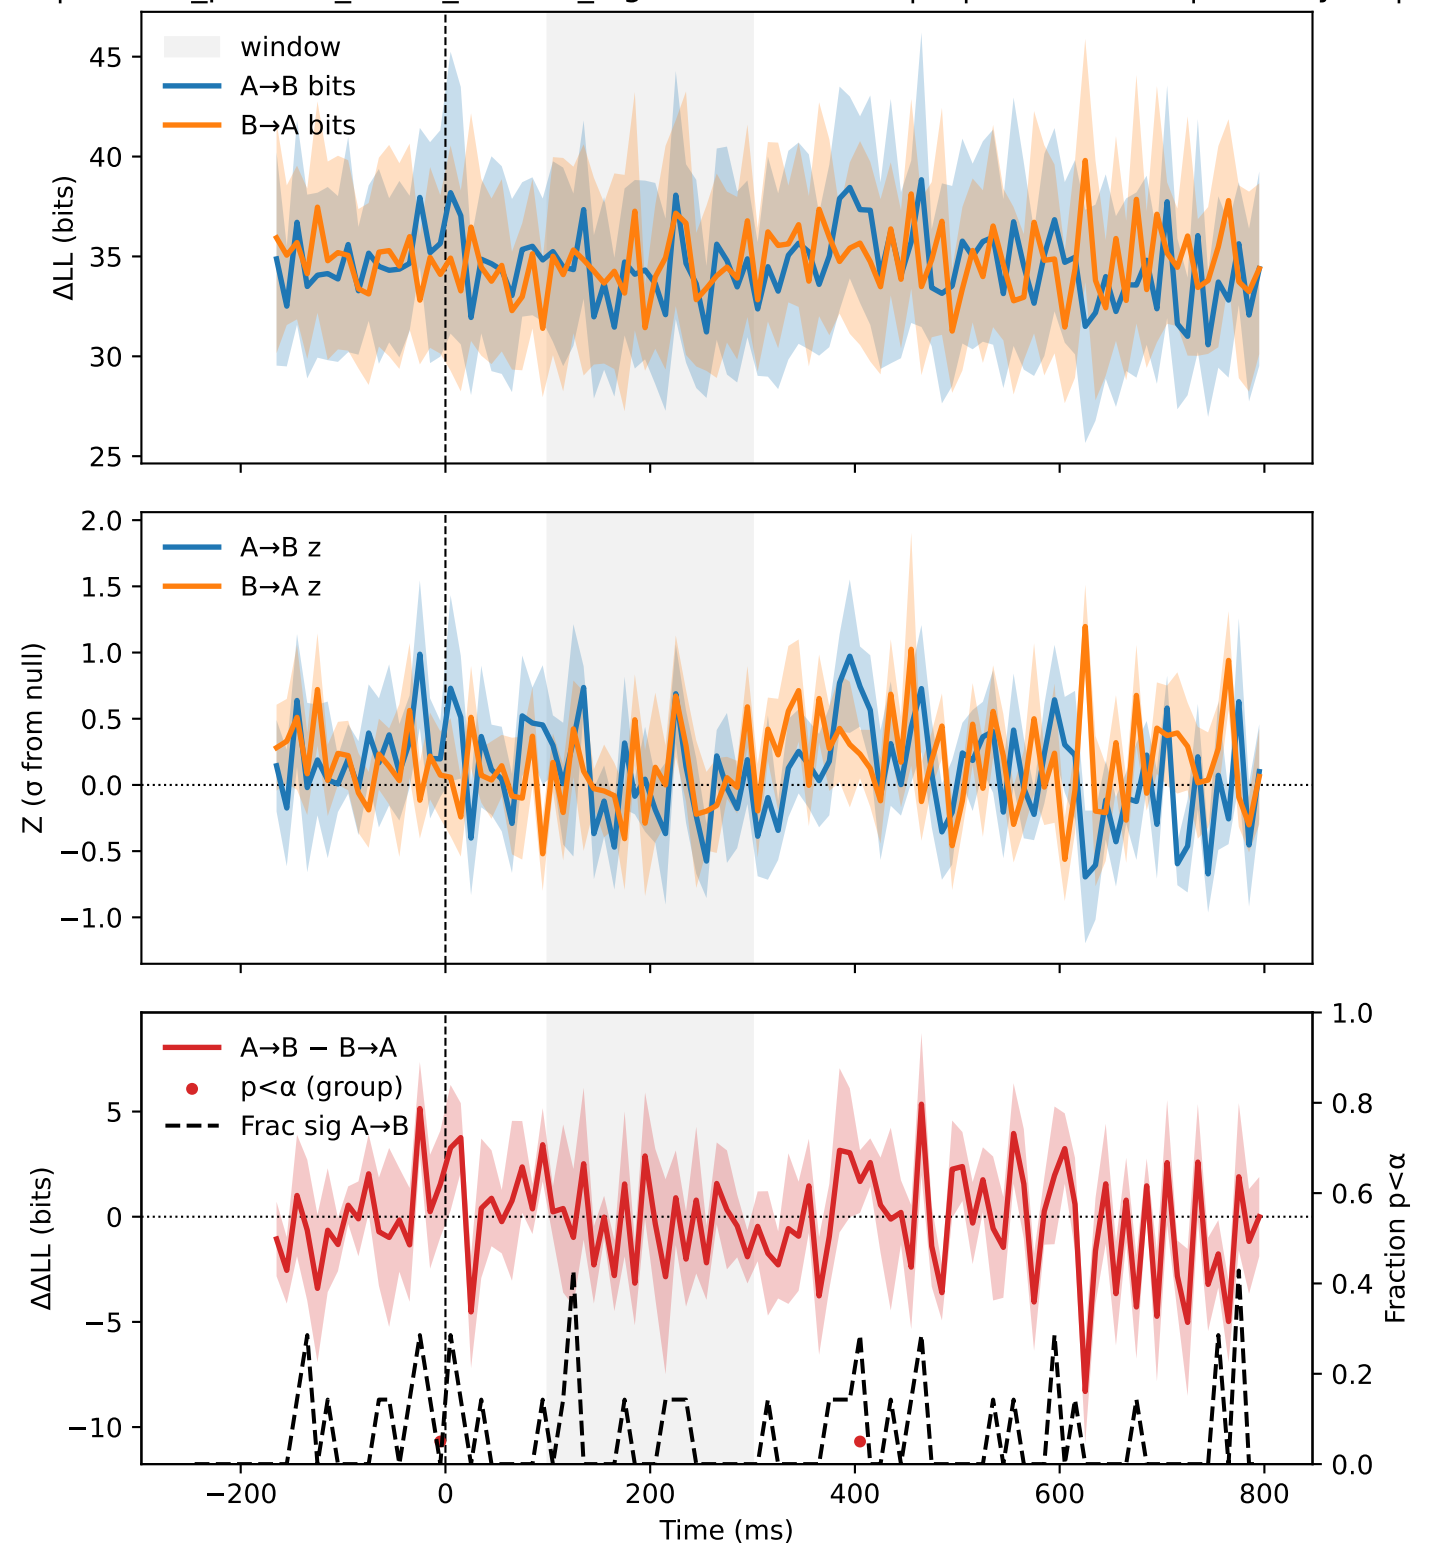 window
A→B bits
B→A bits
ΔLL (bits)
45
40
35
30
25
A→B z
B→A z
Z (σ from null)
2.0
1.5
1.0
0.5
0.0
−0.5
−1.0
A→B − B→A
p<α (group)
Frac sig A→B
ΔΔLL (bits)
5
0
−5
−10
1.0
0.8
0.6
0.4
0.2
0.0
Fraction p<α
−200
0
200
400
600
800
Time (ms)